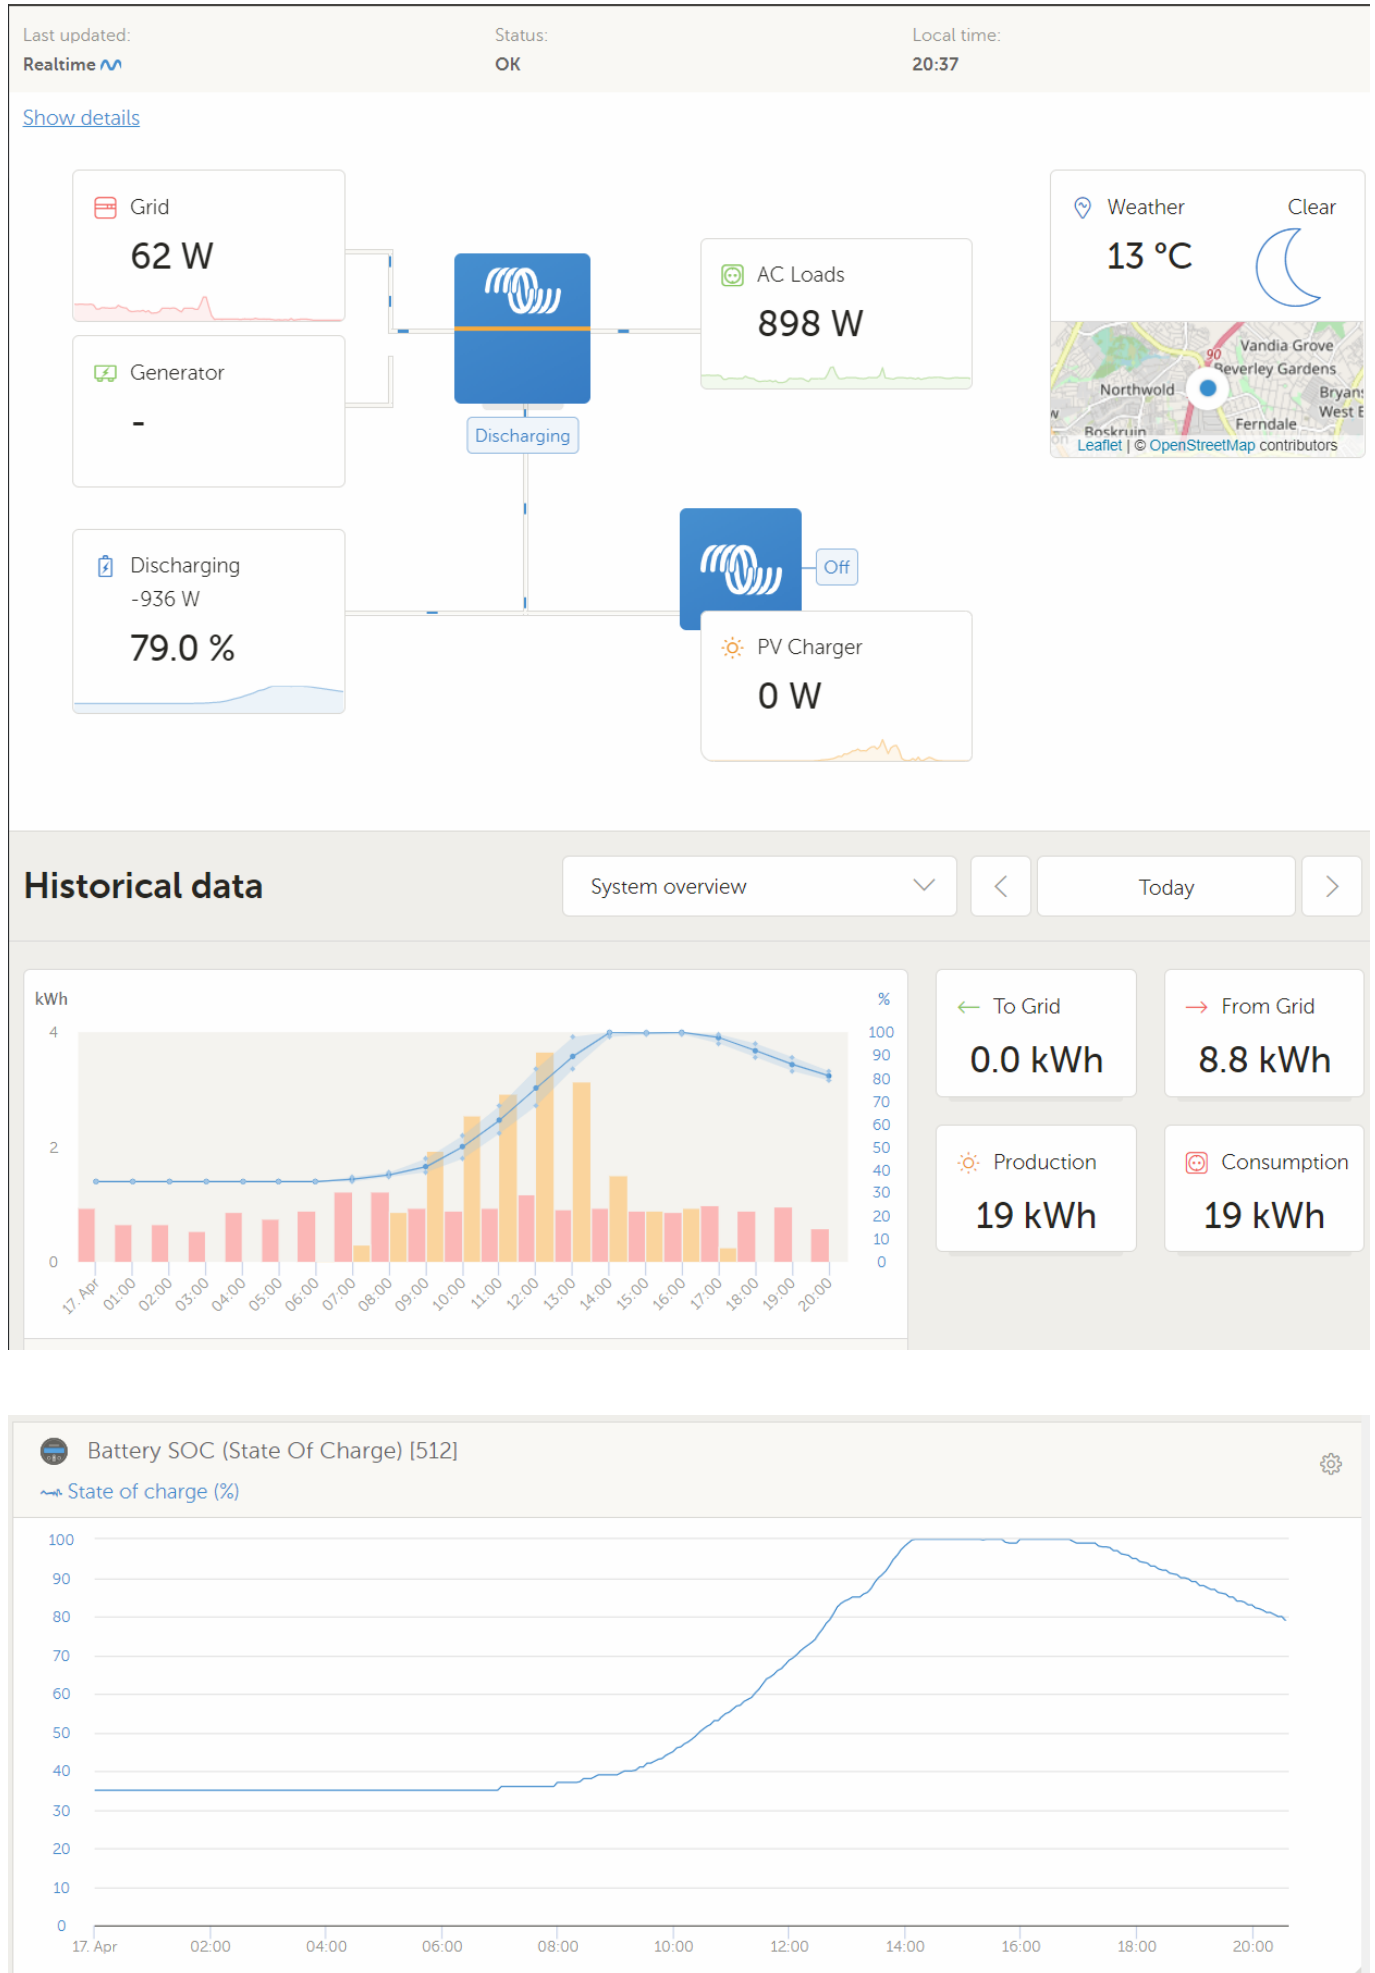 Last updated:
Realtime
Status:
OK
Local time:
20:37
Show details
Grid
62 W
Generator
-
Discharging
-936 W
79.0 %
Discharging
AC Loads
898 W
Off
PV Charger
0 W
Weather
Clear
13 °C
90
Vandia Grove
Beverley Gardens
Northwold
Bryans
West E
Ferndale
Boskruin
Leaflet | © OpenStreetMap contributors
Historical data
System overview
Today
kWh
%
4
2
0
100
90
80
70
60
50
40
30
20
10
0
17. Apr
01:00
02:00
03:00
04:00
05:00
06:00
07:00
08:00
09:00
10:00
11:00
12:00
13:00
14:00
15:00
16:00
17:00
18:00
19:00
20:00
To Grid
0.0 kWh
From Grid
8.8 kWh
Production
19 kWh
Consumption
19 kWh
Battery SOC (State Of Charge) [512]
State of charge (%)
100
90
80
70
60
50
40
30
20
10
0
17. Apr
02:00
04:00
06:00
08:00
10:00
12:00
14:00
16:00
18:00
20:00